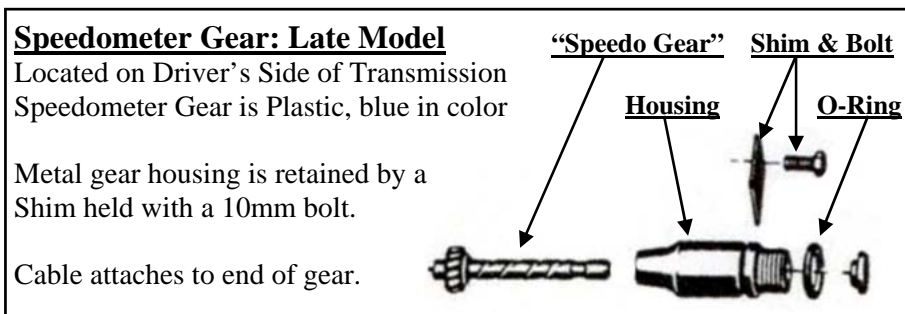 Speedometer Gear: Late Model
Located on Driver’s Side of Transmission
Speedometer Gear is Plastic, blue in color
Metal gear housing is retained by a
Shim held with a 10mm bolt.
Cable attaches to end of gear.
“Speedo Gear”
Shim & Bolt
Housing
O-Ring